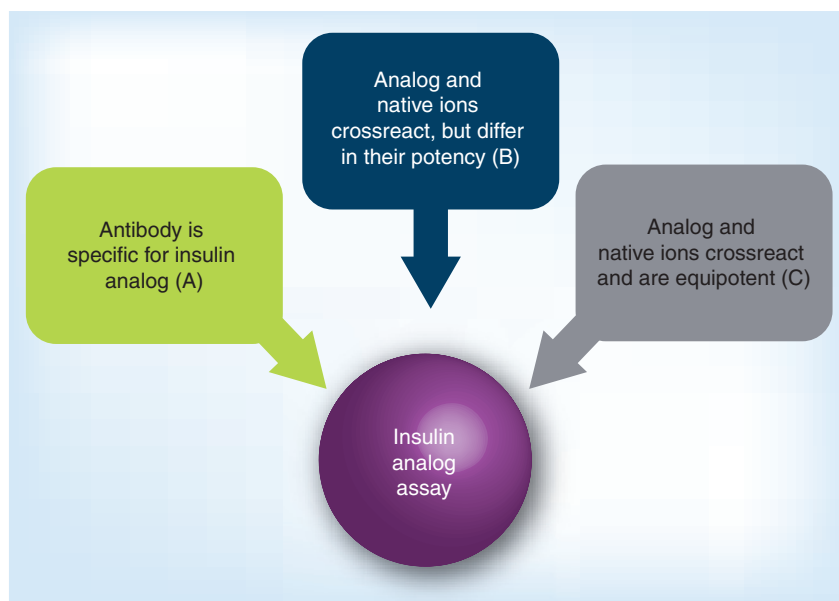 Analog and
native ions
crossreact, but differ
in their potency (B)
Antibody is
specific for insulin
analog (A)
Analog and
native ions crossreact
and are equipotent (C)
Insulin
analog
assay